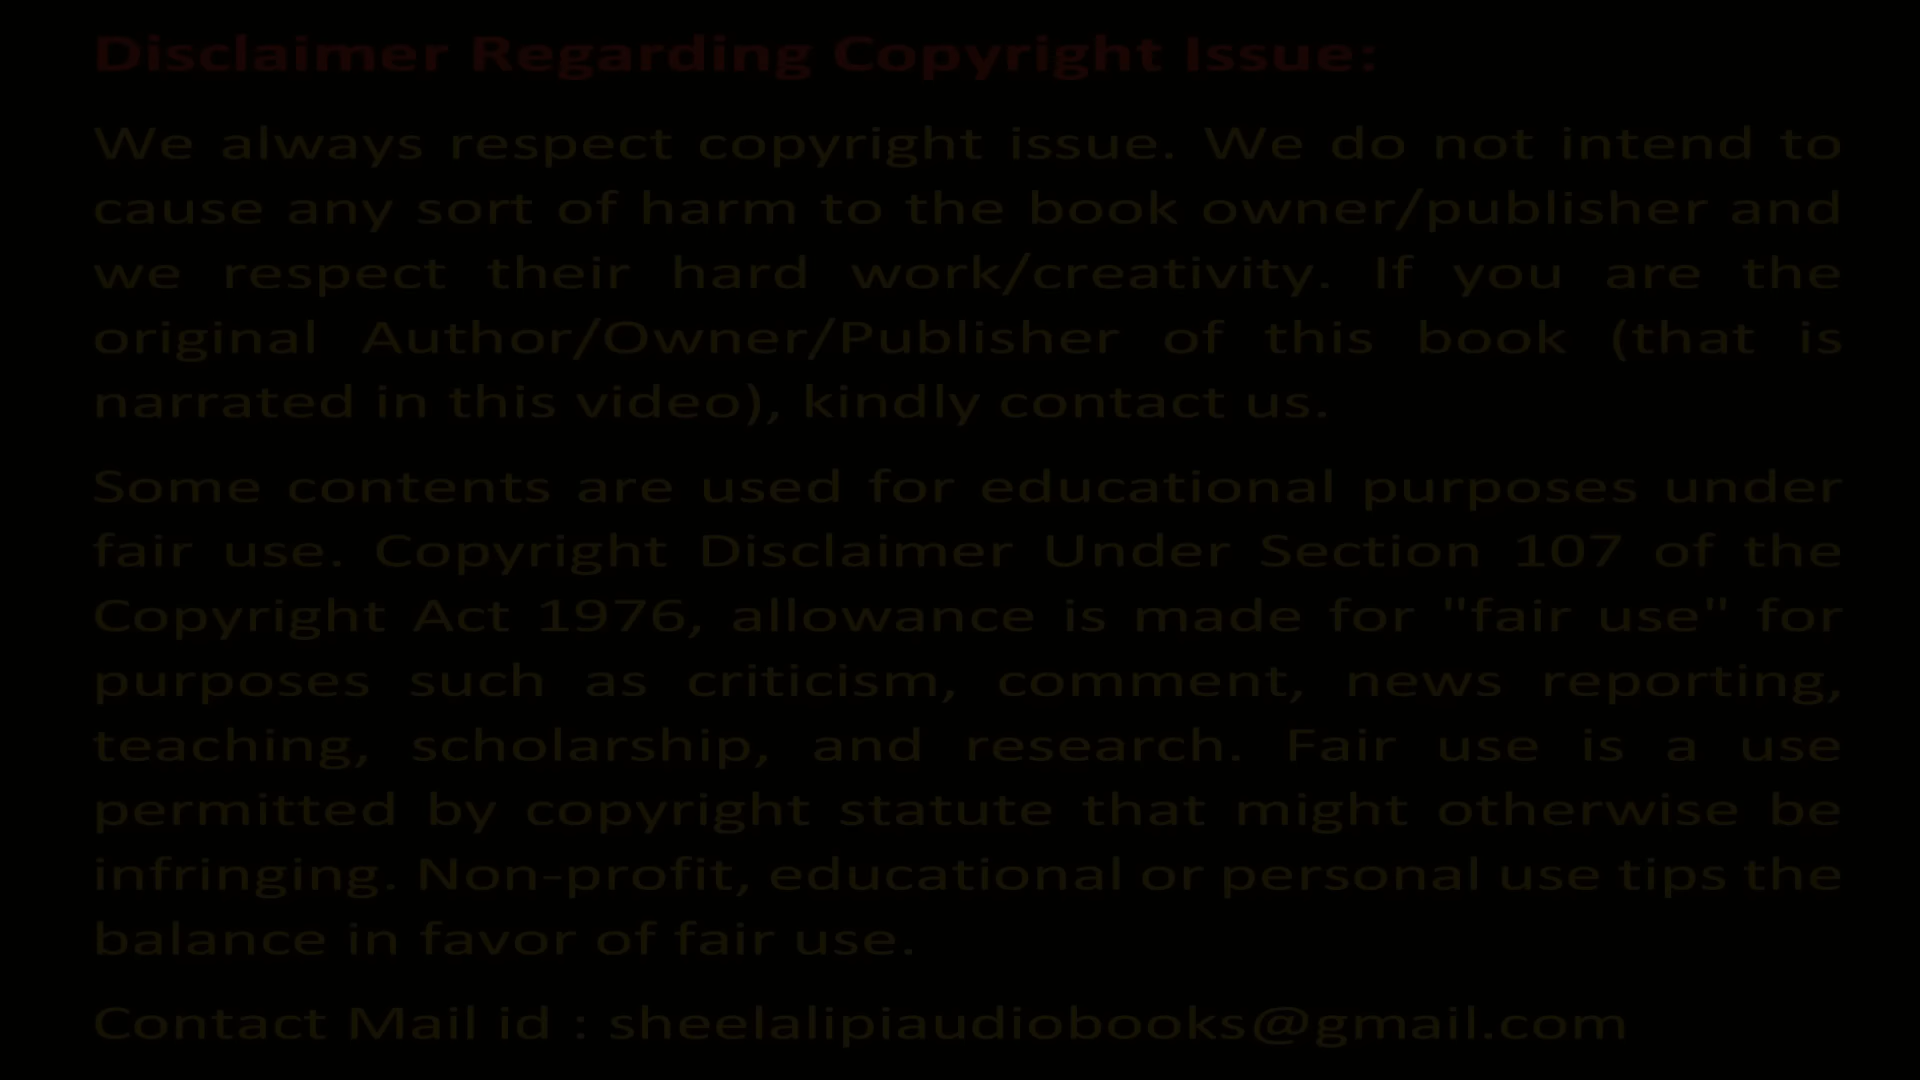 Disclaimer Regarding Copyright Issue:
We always respect copyright issue. We do not intend to
cause any sort of harm to the book owner/publisher and
we respect their hard work/creativity. If you are the
original Author/Owner/Publisher of this book (that is
narrated in this video), kindly contact us.
Some contents are used for educational purposes under
fair use. Copyright Disclaimer Under Section 107 of the
Copyright Act 1976, allowance is made for "fair use" for
purposes such as criticism, comment, news reporting,
teaching, scholarship, and research. Fair use is a use
permitted by copyright statute that might otherwise be
infringing. Non-profit, educational or personal use tips the
balance in favor of fair use.
Contact Mail id : sheelalipiaudiobooks@gmail.com